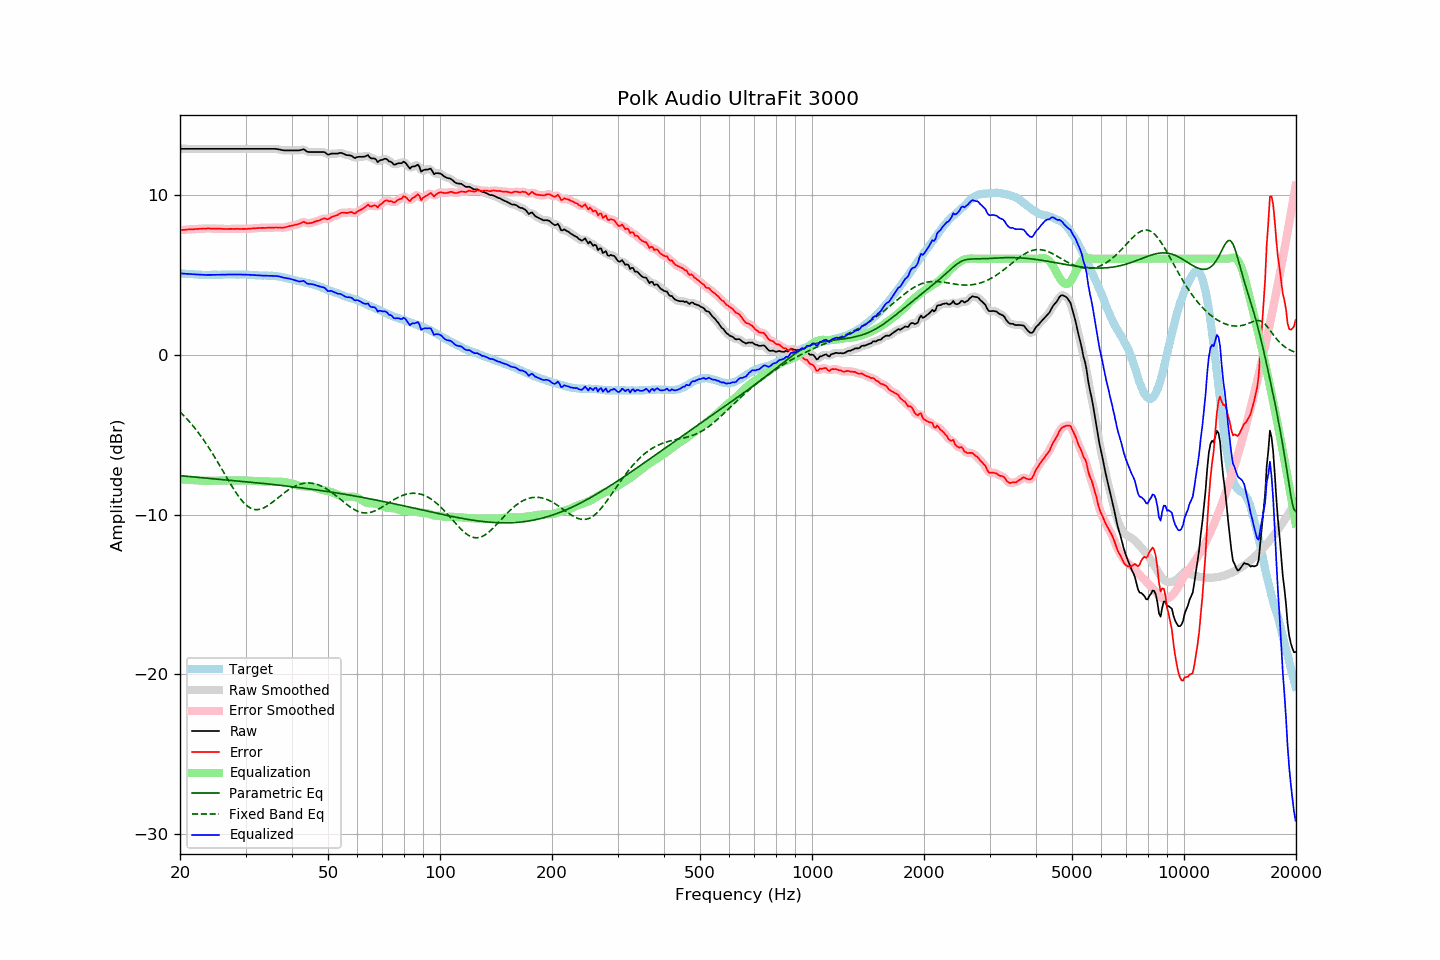 Polk Audio UltraFit 3000
Amplitude (dBr)
10
0
−10
−20
−30
Target
Raw Smoothed
Error Smoothed
Raw
Error
Equalization
Parametric Eq
Fixed Band Eq
Equalized
20 50 100 200 500 1000 2000 5000 10000 20000
Frequency (Hz)